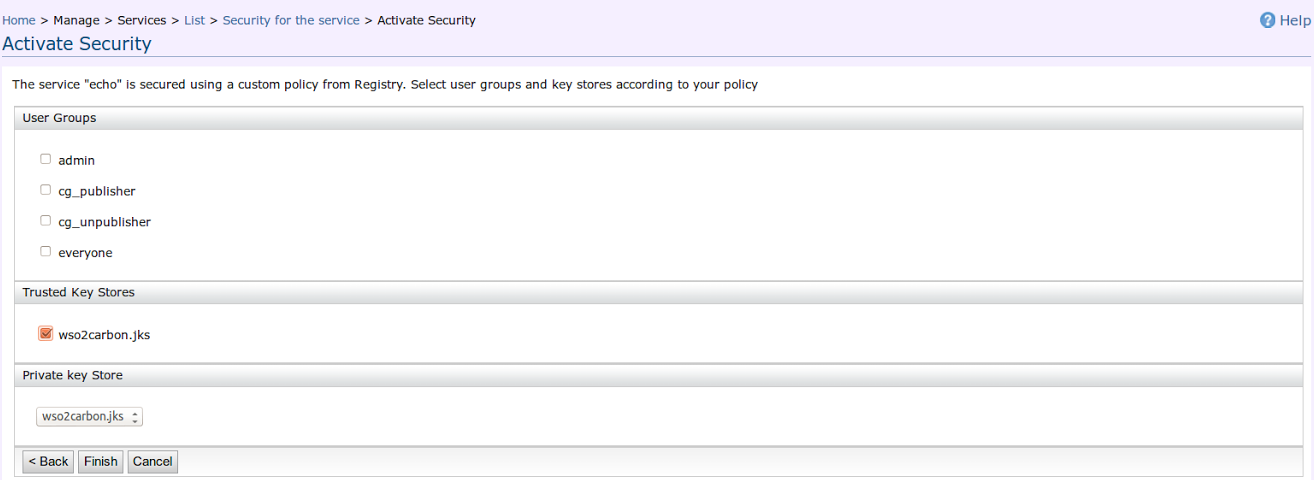 Home > Manage > Services > List > Security for the service > Activate Security
? Help
Activate Security
The service "echo" is secured using a custom policy from Registry. Select user groups and key stores according to your policy
User Groups
admin
cg_publisher
cg_unpublisher
everyone
Trusted Key Stores
wso2carbon.jks
Private key Store
wso2carbon.jks
< Back Finish Cancel